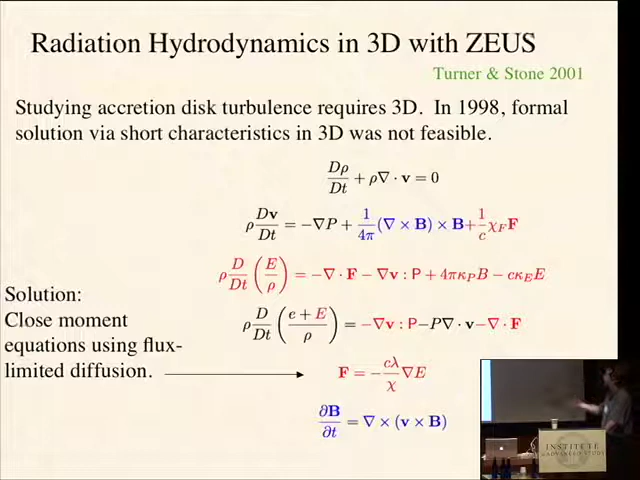 Radiation Hydrodynamics in 3D with ZEUS
Turner & Stone 2001
Studying accretion disk turbulence requires 3D. In 1998, formal
solution via short characteristics in 3D was not feasible.
Dρ/Dt + ρ∇ · v = 0
ρ Dv/Dt = −∇P + 1/4π (∇ × B) × B + 1/c χ_F F
ρ D/Dt (E/ρ) = −∇ · F − ∇v : P + 4πκ_P B − cκ_E E
ρ D/Dt ((e + E)/ρ) = −∇v : P − P∇ · v − ∇ · F
Solution:
Close moment
equations using flux-
limited diffusion.
F = − cλ/χ ∇E
∂B/∂t = ∇ × (v × B)
INSTITUTE
ADVANCED STUDY